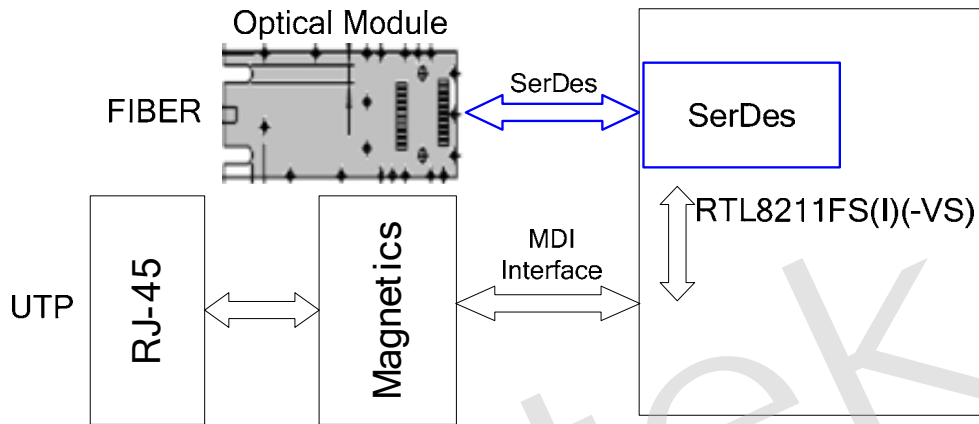 Optical Module
FIBER
SerDes
SerDes
RTL8211FS(I)(-VS)
UTP
RJ-45
Magnetics
MDI
Interface